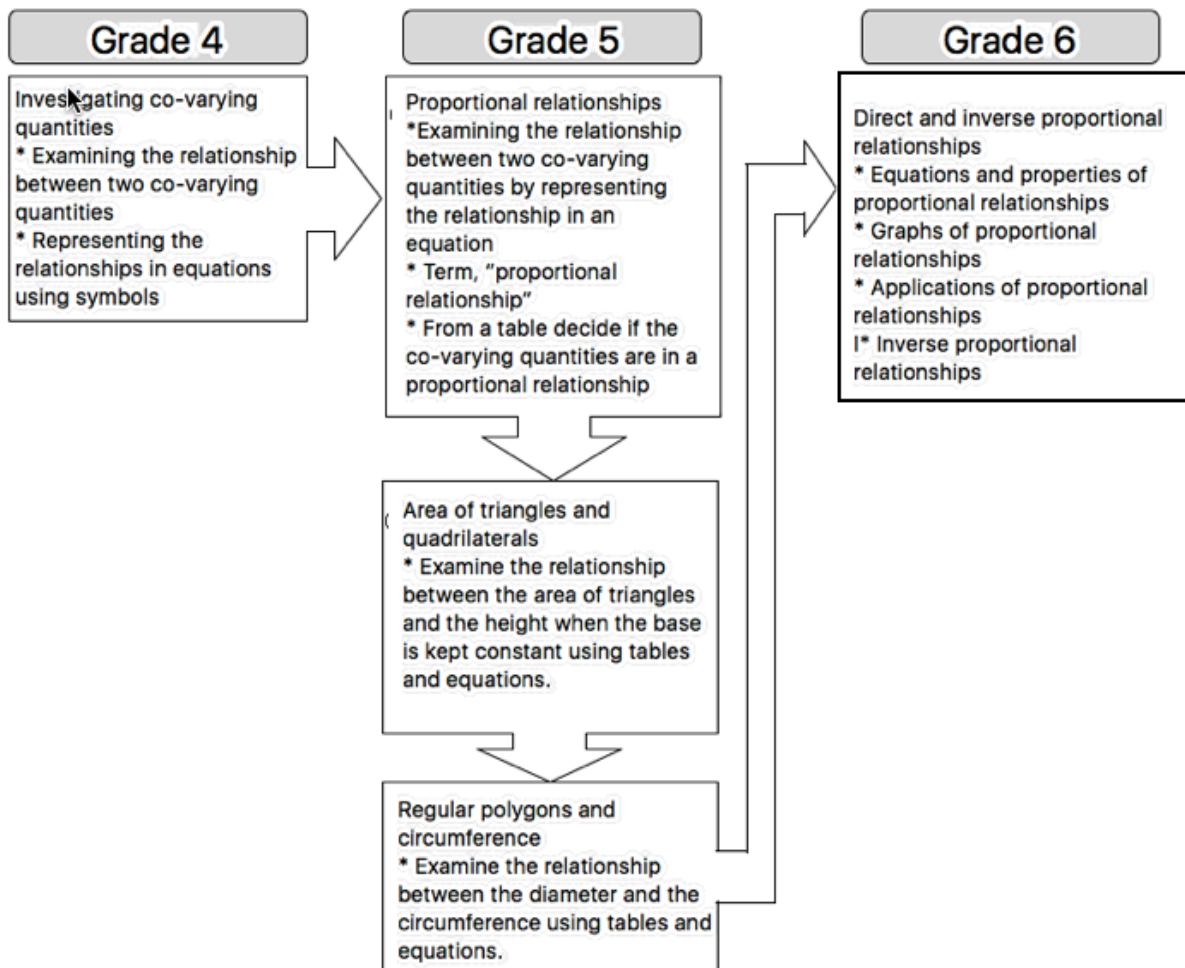 Grade 4
Investigating co-varying
quantities
* Examining the relationship
between two co-varying
quantities
* Representing the
relationships in equations
using symbols
Grade 5
Proportional relationships
*Examining the relationship
between two co-varying
quantities by representing
the relationship in an
equation
* Term, “proportional
relationship”
* From a table decide if the
co-varying quantities are in a
proportional relationship
Area of triangles and
quadrilaterals
* Examine the relationship
between the area of triangles
and the height when the base
is kept constant using tables
and equations.
Regular polygons and
circumference
* Examine the relationship
between the diameter and the
circumference using tables and
equations.
Grade 6
Direct and inverse proportional
relationships
* Equations and properties of
proportional relationships
* Graphs of proportional
relationships
* Applications of proportional
relationships
I* Inverse proportional
relationships